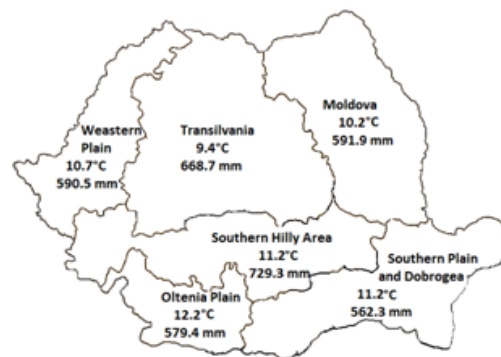 Moldova
10.2°C
591.9 mm
Weastern
Plain
10.7°C
590.5 mm
Transilvania
9.4°C
668.7 mm
Southern Hilly Area
11.2°C
729.3 mm
Southern Plain
and Dobrogea
11.2°C
562.3 mm
Oltenia Plain
12.2°C
579.4 mm